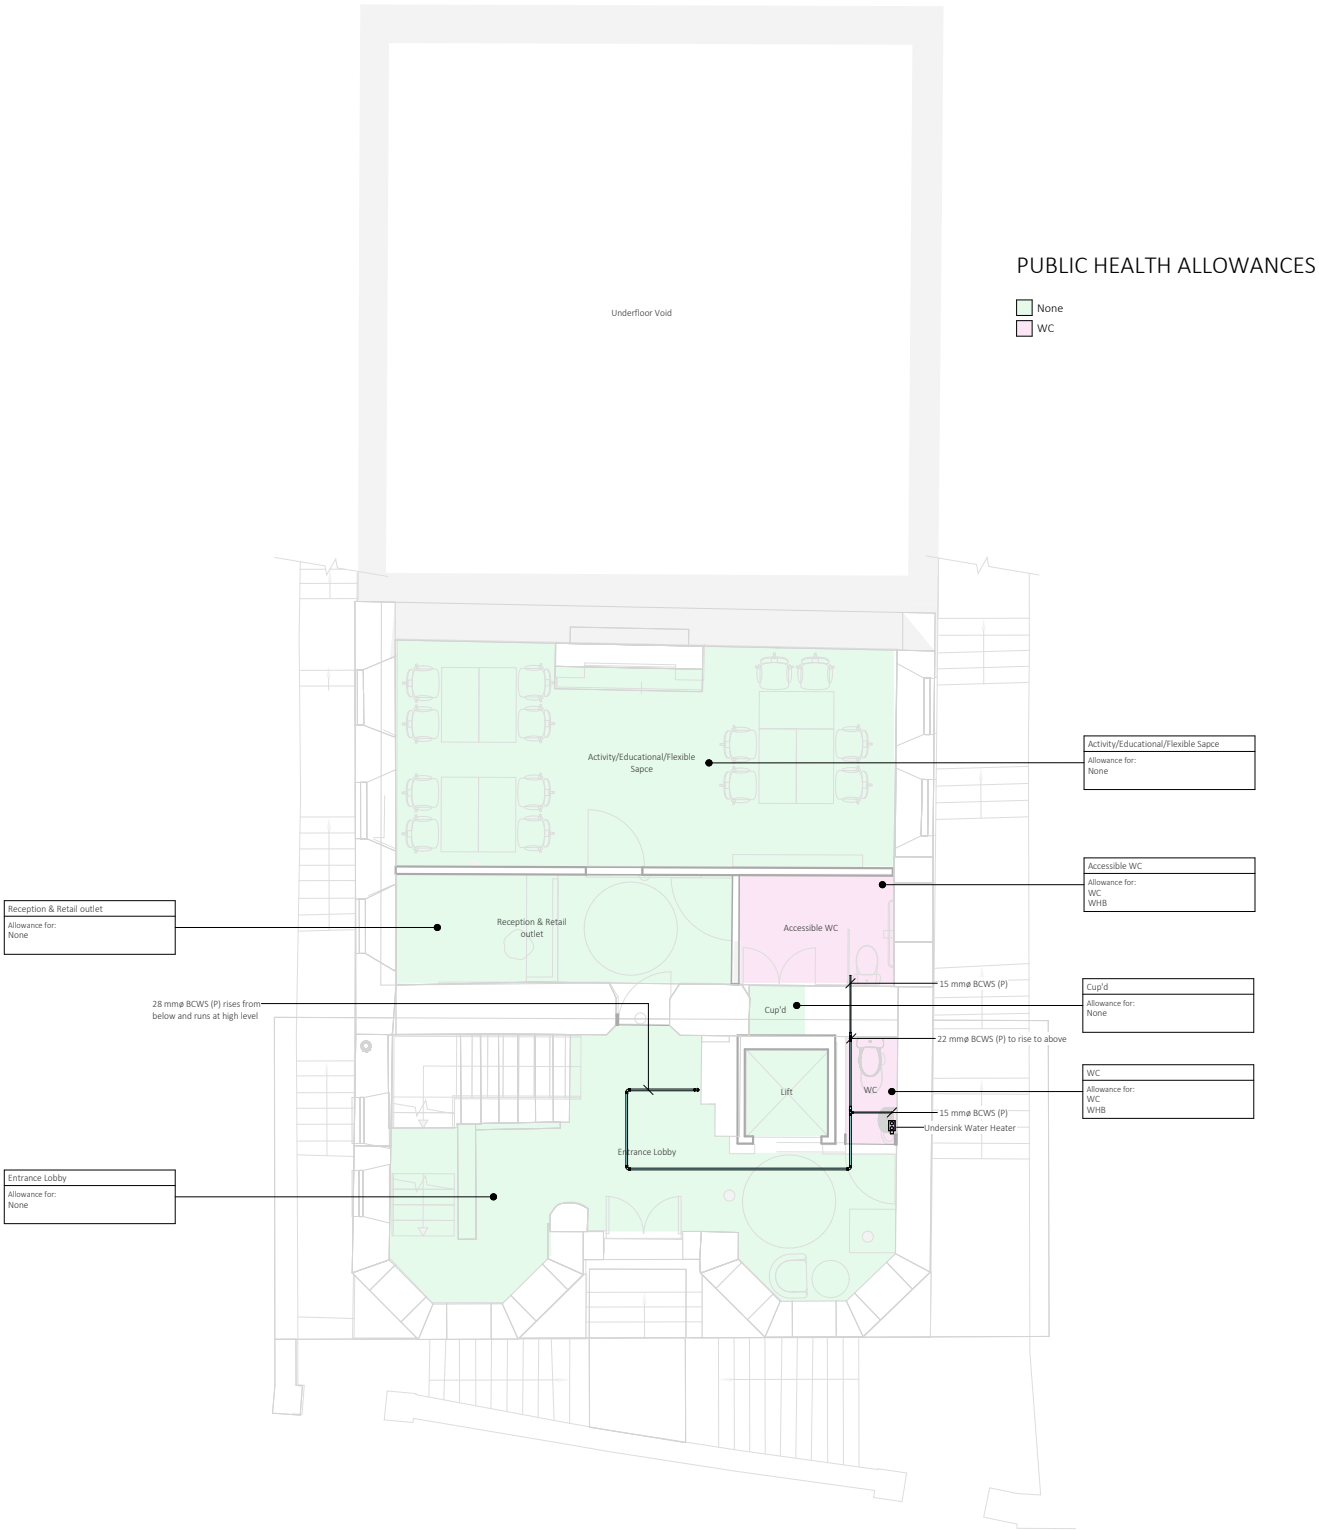 PUBLIC HEALTH ALLOWANCES
None
WC
Underfloor Void
Activity/Educational/Flexible
Sapce
Activity/Educational/Flexible Sapce
Allowance for:
None
Accessible WC
Allowance for:
WC
WHB
Reception & Retail outlet
Allowance for:
None
Reception & Retail
outlet
Accessible WC
15 mmø BCWS (P)
Cup'd
Allowance for:
None
28 mmø BCWS (P) rises from
below and runs at high level
Cup'd
22 mmø BCWS (P) to rise to above
WC
Allowance for:
WC
WHB
Lift
WC
15 mmø BCWS (P)
Undersink Water Heater
Entrance Lobby
Entrance Lobby
Allowance for:
None